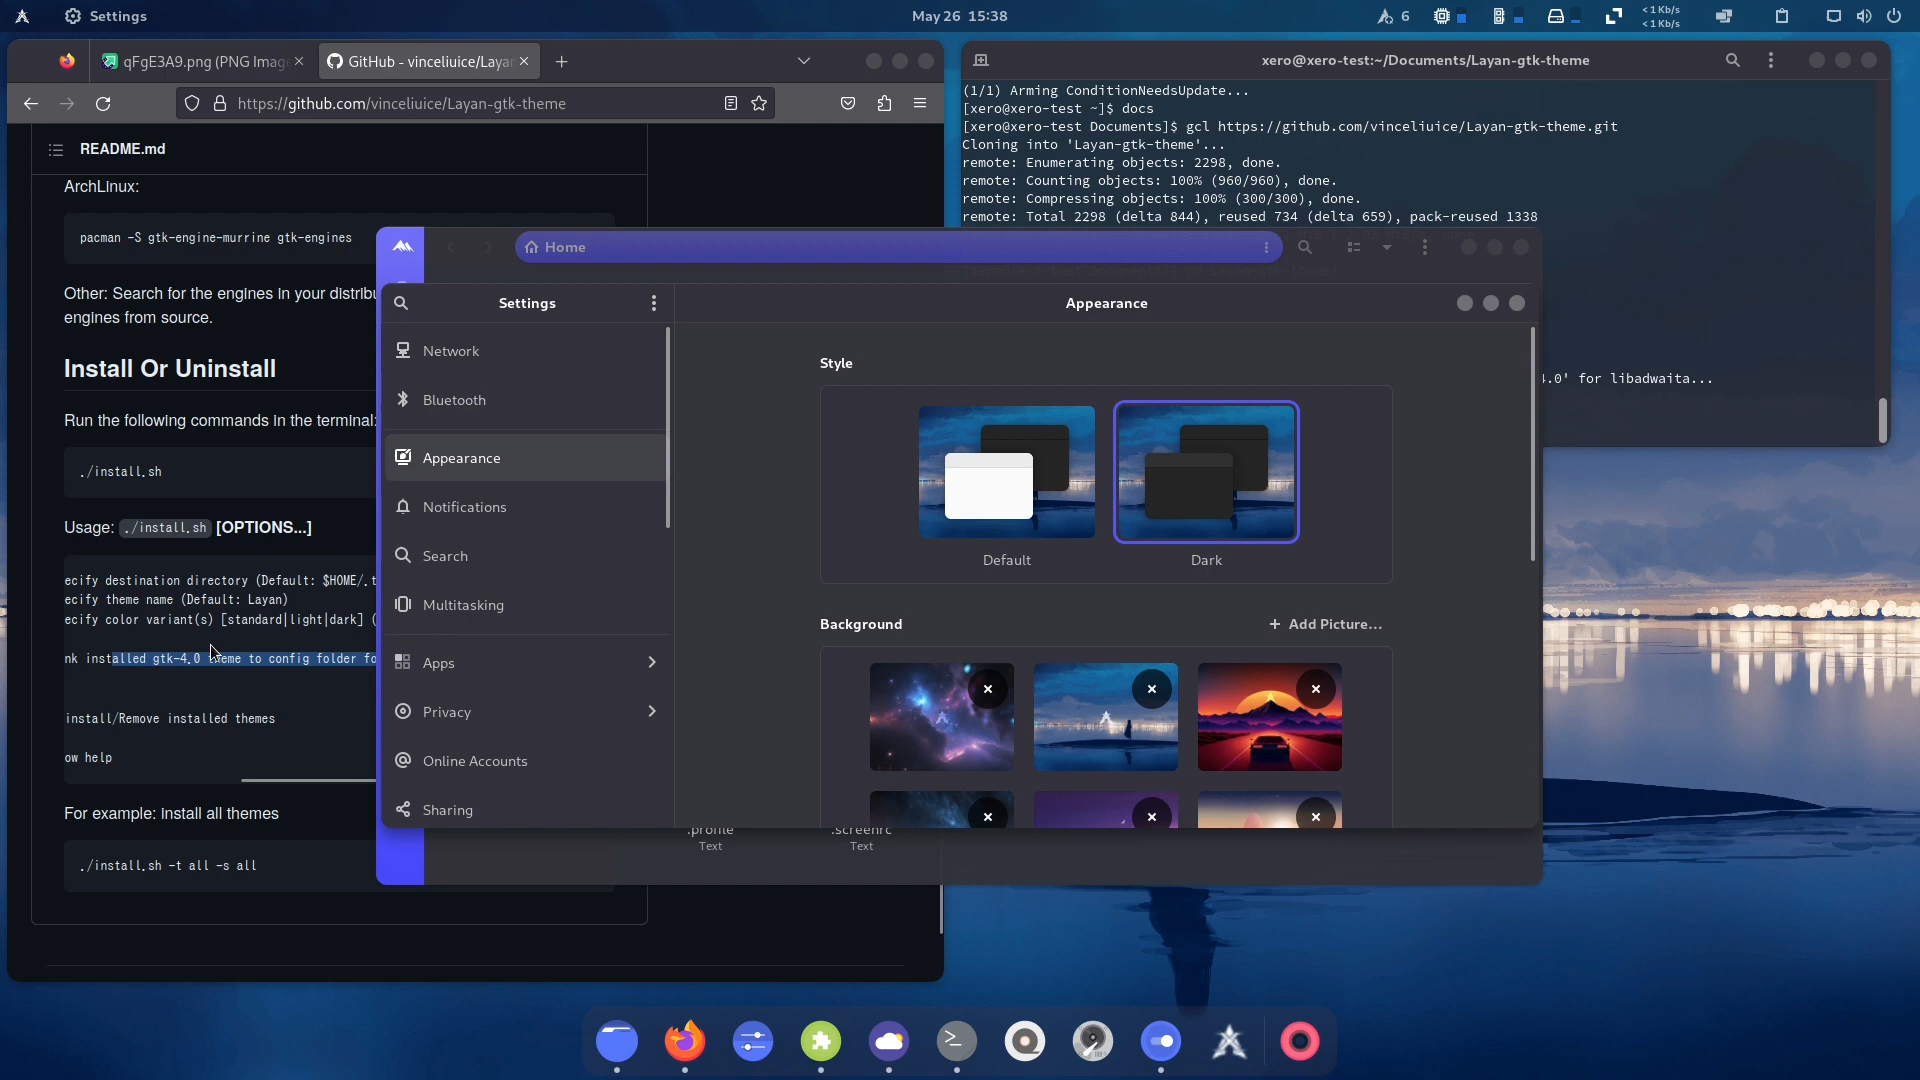 Settings
May 26 15:38
6
<1 Kb/s
<1 Kb/s
qFgE3A9.png (PNG Imag
GitHub - vinceliuice/Layan
https://github.com/vinceliuice/Layan-gtk-theme
README.md
ArchLinux:
pacman -S gtk-engine-murrine gtk-engines
Other: Search for the engines in your distribu
engines from source.
Install Or Uninstall
Run the following commands in the terminal:
./install.sh
Usage: ./install.sh [OPTIONS...]
ecify destination directory (Default: $HOME/.t
ecify theme name (Default: Layan)
ecify color variant(s) [standard|light|dark] (
nk installed gtk-4.0 theme to config folder fo
install/Remove installed themes
ow help
For example: install all themes
./install.sh -t all -s all
xero@xero-test:~/Documents/Layan-gtk-theme
(1/1) Arming ConditionNeedsUpdate...
[xero@xero-test ~]$ docs
[xero@xero-test Documents]$ gcl https://github.com/vinceliuice/Layan-gtk-theme.git
Cloning into 'Layan-gtk-theme'...
remote: Enumerating objects: 2298, done.
remote: Counting objects: 100% (960/960), done.
remote: Compressing objects: 100% (300/300), done.
remote: Total 2298 (delta 844), reused 734 (delta 659), pack-reused 1338
4.0' for libadwaita...
Home
Settings
Network
Bluetooth
Appearance
Notifications
Search
Multitasking
Apps
Privacy
Online Accounts
Sharing
Appearance
Style
Default
Dark
Background
+ Add Picture...
.profile
Text
.screenrc
Text